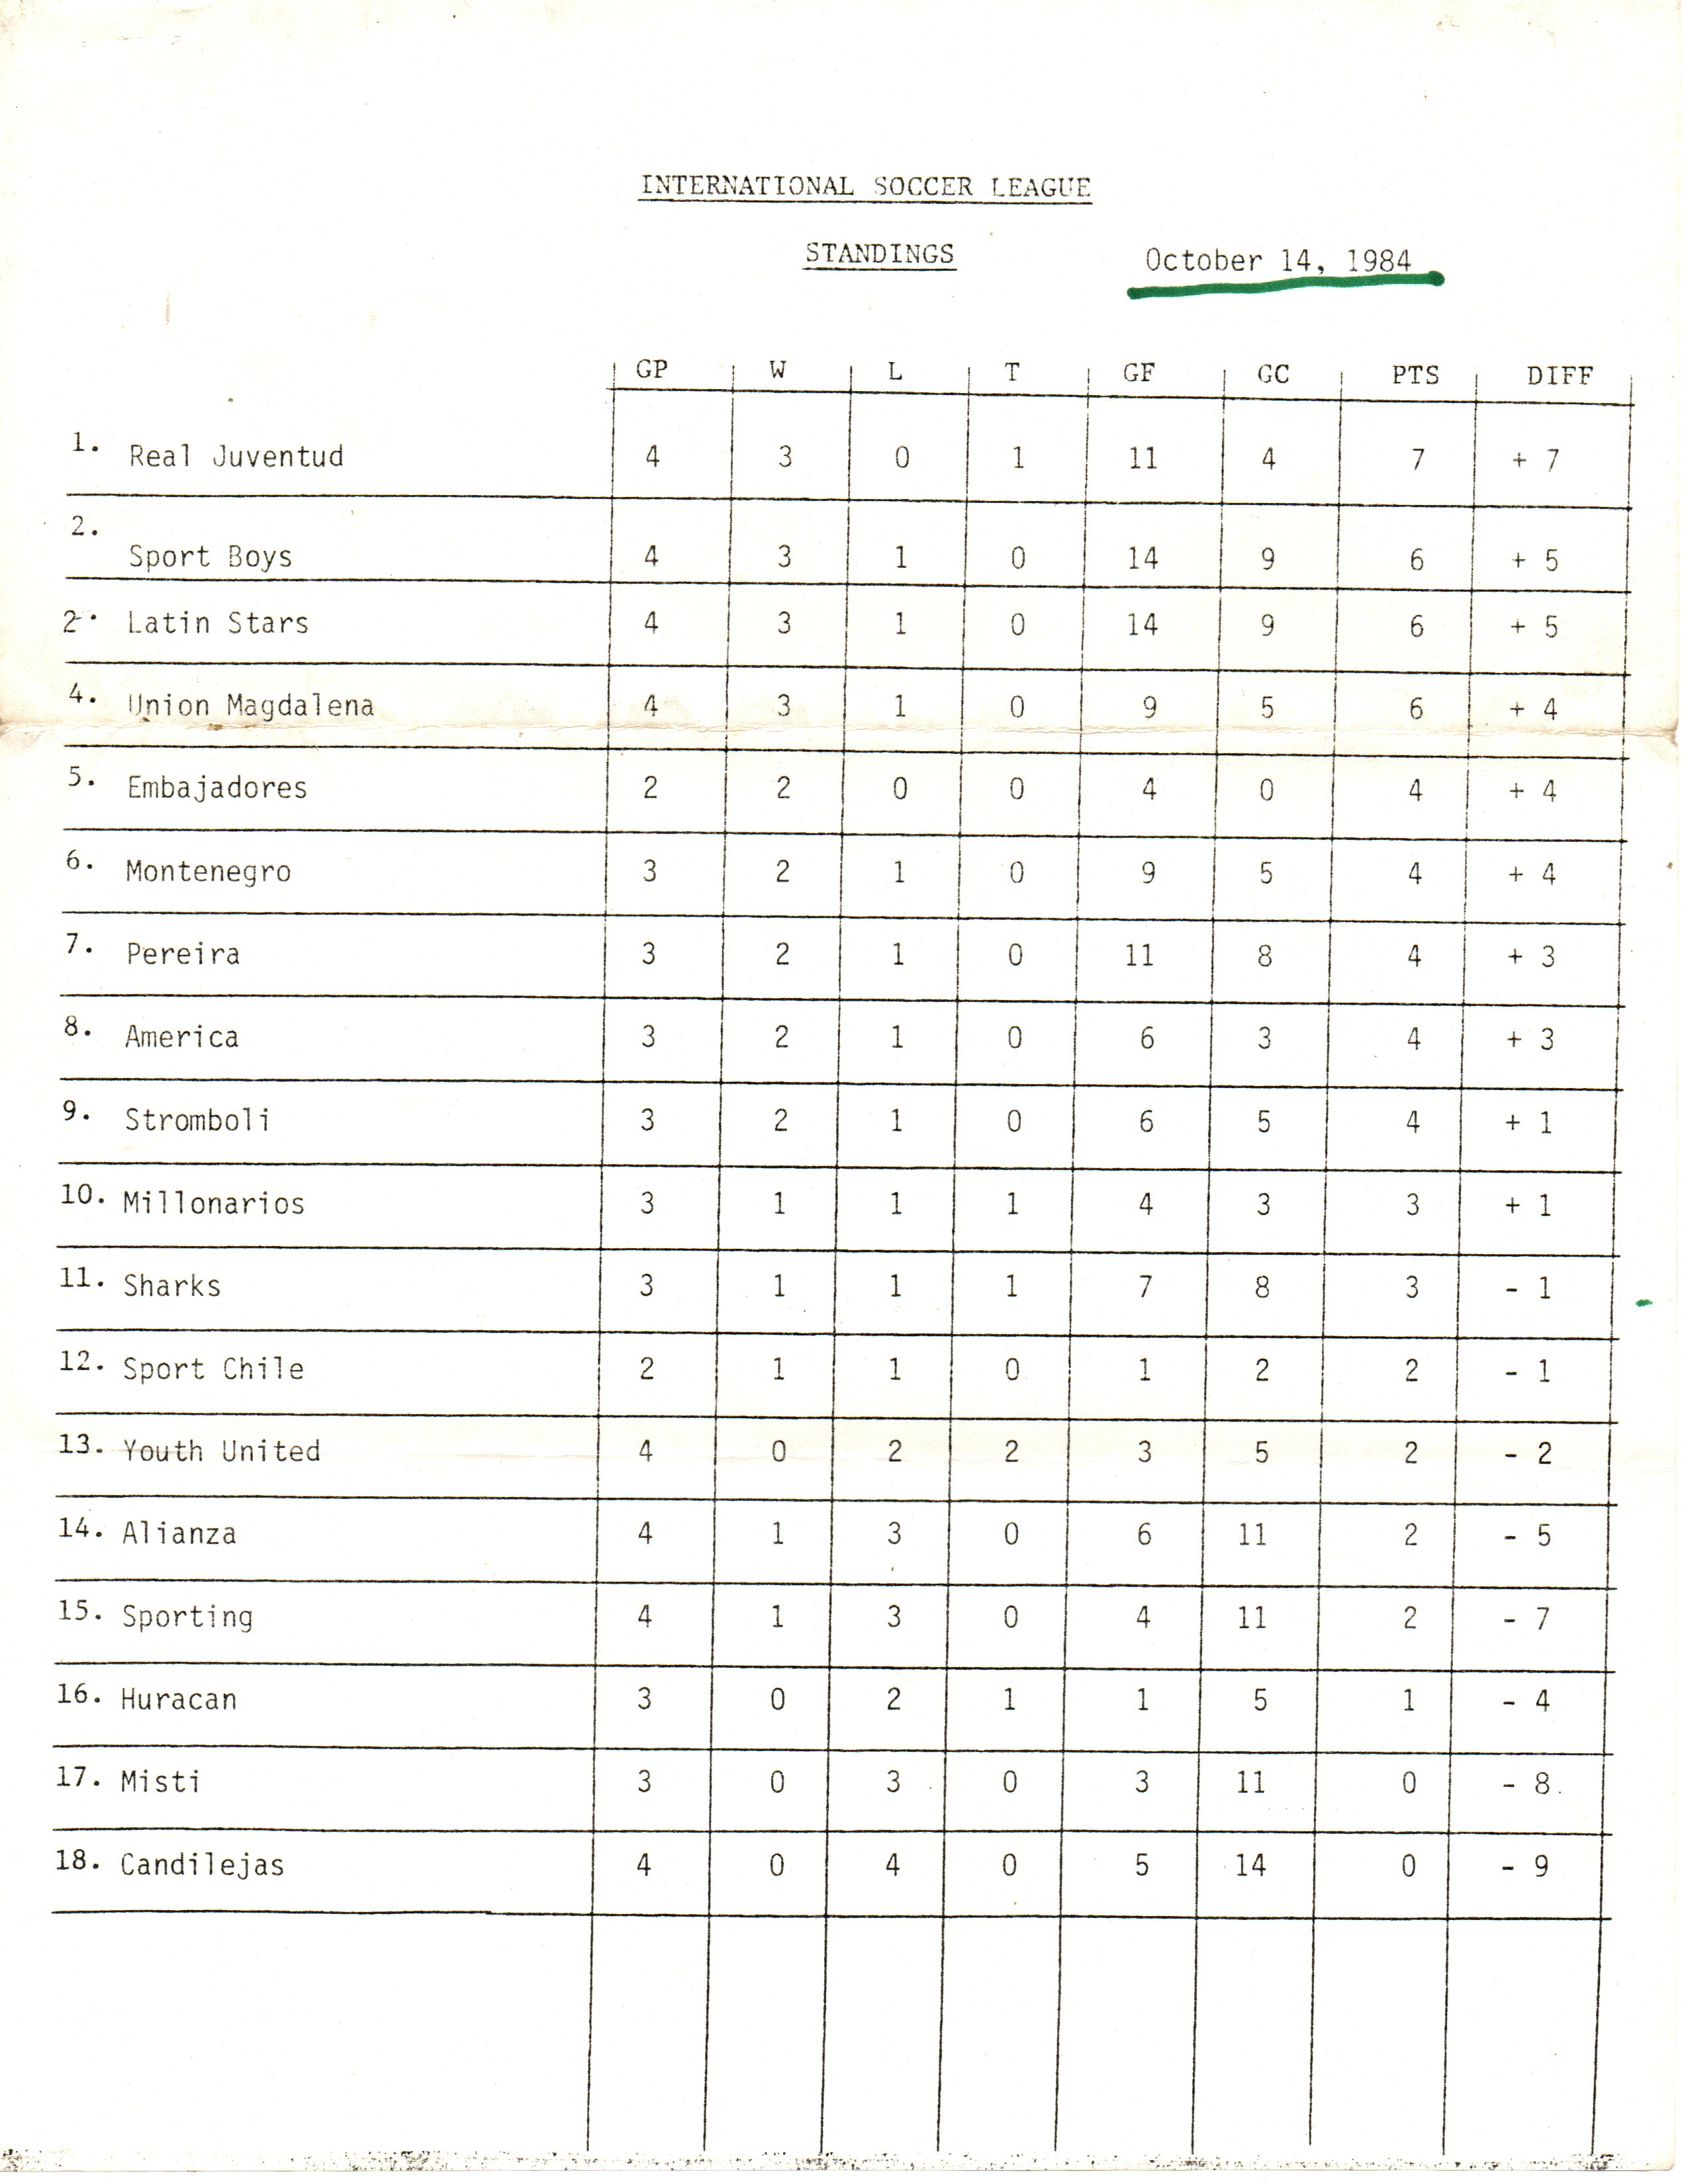 INTERNATIONAL SOCCER LEAGUE
STANDINGS October 14, 1984
GP W L T GF GC PTS DIFF
1. Real Juventud 4 3 0 1 11 4 7 + 7
2. Sport Boys 4 3 1 0 14 9 6 + 5
2. Latin Stars 4 3 1 0 14 9 6 + 5
4. Union Magdalena 4 3 1 0 9 5 6 + 4
5. Embajadores 2 2 0 0 4 0 4 + 4
6. Montenegro 3 2 1 0 9 5 4 + 4
7. Pereira 3 2 1 0 11 8 4 + 3
8. America 3 2 1 0 6 3 4 + 3
9. Stromboli 3 2 1 0 6 5 4 + 1
10. Millonarios 3 1 1 1 4 3 3 + 1
11. Sharks 3 1 1 1 7 8 3 - 1
12. Sport Chile 2 1 1 0 1 2 2 - 1
13. Youth United 4 0 2 2 3 5 2 - 2
14. Alianza 4 1 3 0 6 11 2 - 5
15. Sporting 4 1 3 0 4 11 2 - 7
16. Huracan 3 0 2 1 1 5 1 - 4
17. Misti 3 0 3 0 3 11 0 - 8
18. Candilejas 4 0 4 0 5 14 0 - 9